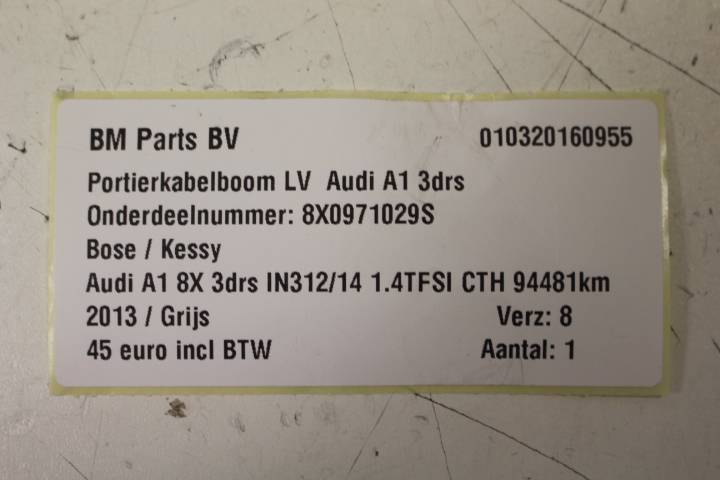 BM Parts BV 010320160955
Portierkabelboom LV Audi A1 3drs
Onderdeelnummer: 8X0971029S
Bose / Kessy
Audi A1 8X 3drs IN312/14 1.4TFSI CTH 94481km
2013 / Grijs Verz: 8
45 euro incl BTW Aantal: 1